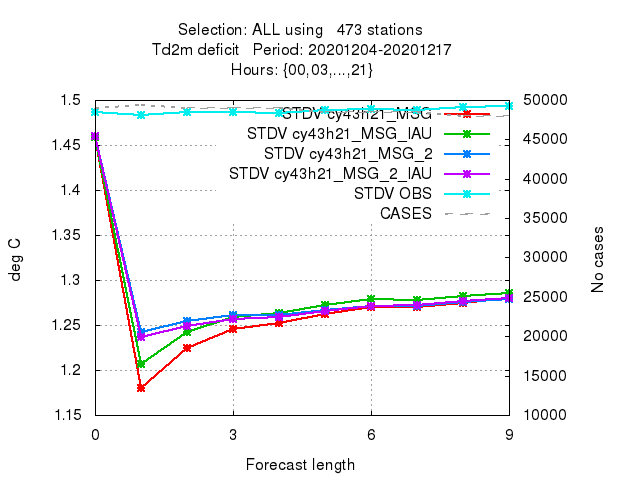 Selection: ALL using 473 stations
Td2m deficit Period: 20201204-20201217
Hours: {00,03,...,21}
1.5
1.45
1.4
1.35
1.3
1.25
1.2
1.15
50000
45000
40000
35000
30000
25000
20000
15000
10000
STDV cy43h21_MSG
STDV cy43h21_MSG_IAU
STDV cy43h21_MSG_2
STDV cy43h21_MSG_2_IAU
STDV OBS
CASES
deg C
No cases
0 3 6 9
Forecast length